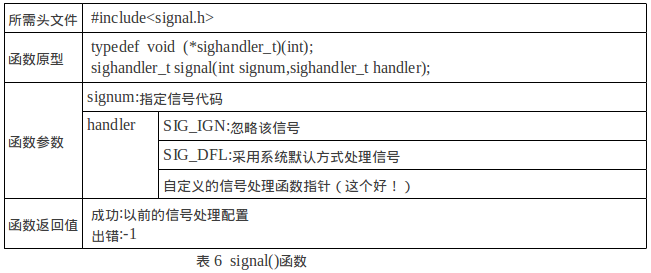 所需头文件 #include<signal.h>
函数原型 typedef void (*sighandler_t)(int);
sighandler_t signal(int signum,sighandler_t handler);
函数参数 signum:指定信号代码
handler SIG_IGN:忽略该信号
SIG_DFL:采用系统默认方式处理信号
自定义的信号处理函数指针（这个好！）
函数返回值 成功:以前的信号处理配置
出错:-1
表 6 signal()函数